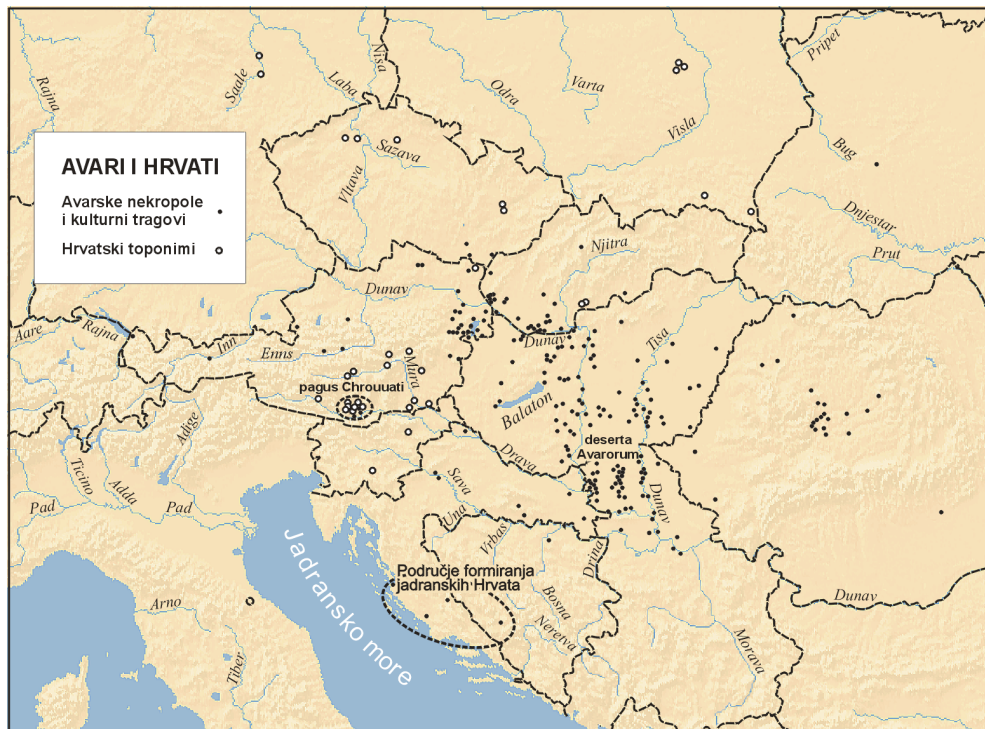 AVARI I HRVATI
Avarske nekropole
i kulturni tragovi
Hrvatski toponimi
Rajna
Saale
Laba
Nisa
Odra
Varta
Visla
Pripet
Bug
Dnjestar
Prut
Sazava
Vltava
Njitra
Dunav
Aare
Rajna
Inn
Enns
Mura
pagus Chrouuati
Dunav
Tisa
Balaton
deserta
Avarorum
Adige
Ticino
Adda
Pad
Pad
Drava
Sava
Una
Vrbas
Dunav
Drina
Jadransko more
Područje formiranja
jadranskih Hrvata
Bosna
Neretva
Morava
Dunav
Arno
Tiber